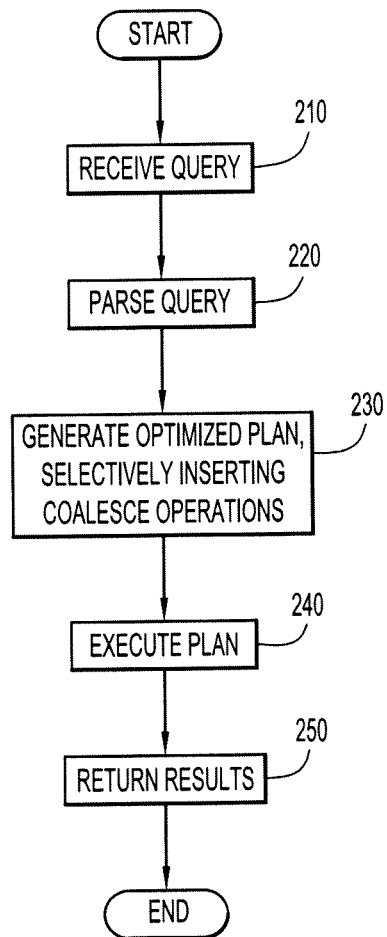 START
210
RECEIVE QUERY
220
PARSE QUERY
230
GENERATE OPTIMIZED PLAN,
SELECTIVELY INSERTING
COALESCE OPERATIONS
240
EXECUTE PLAN
250
RETURN RESULTS
END